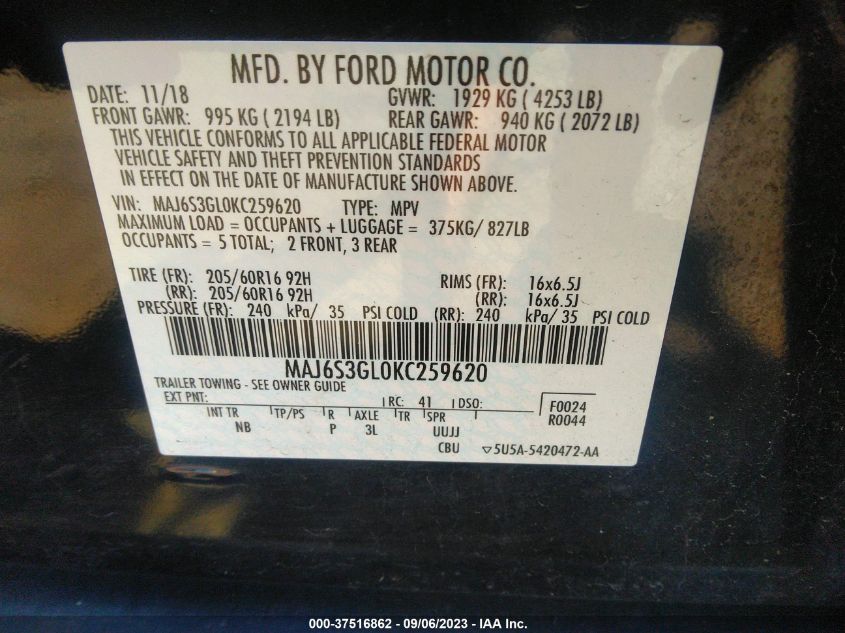 MFD. BY FORD MOTOR CO.
DATE: 11/18 GVWR: 1929 KG ( 4253 LB)
FRONT GAWR: 995 KG ( 2194 LB) REAR GAWR: 940 KG ( 2072 LB)
THIS VEHICLE CONFORMS TO ALL APPLICABLE FEDERAL MOTOR
VEHICLE SAFETY AND THEFT PREVENTION STANDARDS
IN EFFECT ON THE DATE OF MANUFACTURE SHOWN ABOVE.
VIN: MAJ6S3GL0KC259620 TYPE: MPV
MAXIMUM LOAD = OCCUPANTS + LUGGAGE = 375KG/ 827LB
OCCUPANTS = 5 TOTAL; 2 FRONT, 3 REAR
TIRE (FR): 205/60R16 92H RIMS (FR): 16x6.5J
(RR): 205/60R16 92H (RR): 16x6.5J
PRESSURE (FR): 240 kPa/ 35 PSI COLD (RR): 240 kPa/ 35 PSI COLD
MAJ6S3GL0KC259620
TRAILER TOWING - SEE OWNER GUIDE
EXT PNT: RC: 41 DSO: F0024
R0044
INT TR TP/PS R AXLE TR SPR
NB P 3L UUJJ
CBU ▽5U5A-5420472-AA
000-37516862 - 09/06/2023 - IAA Inc.